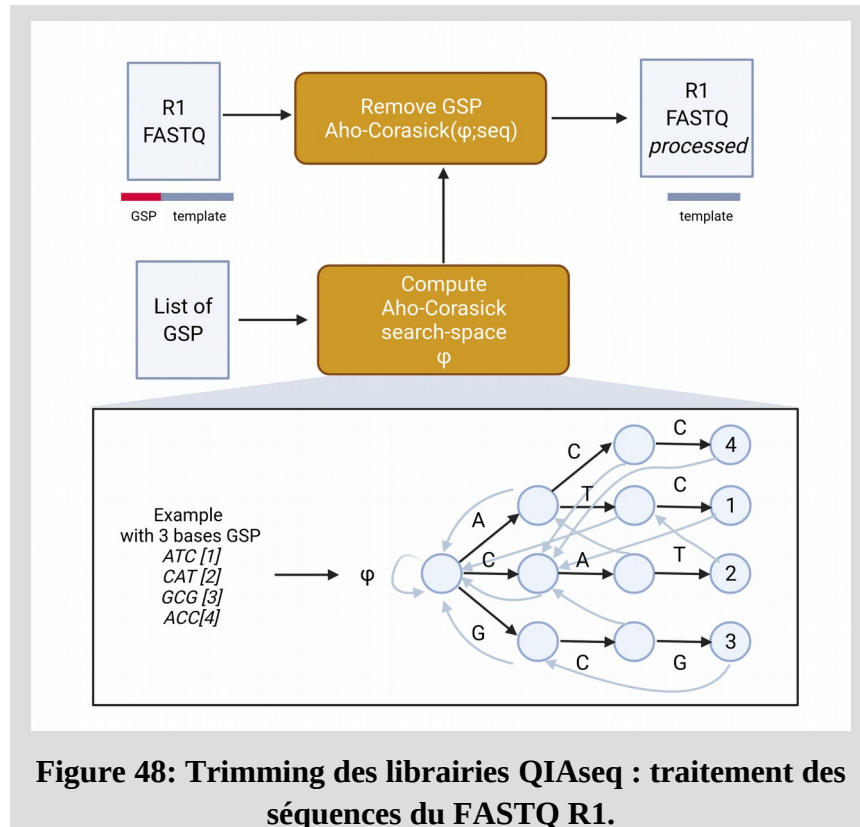 R1
FASTQ
GSP template
Remove GSP
Aho-Corasick(φ;seq)
R1
FASTQ
processed
template
List of
GSP
Compute
Aho-Corasick
search-space
φ
Example
with 3 bases GSP
ATC [1]
CAT [2]
GCG [3]
ACC[4]
φ
C C 4
A T C 1
C A T 2
G C G 3
Figure 48: Trimming des librairies QIAseq : traitement des
séquences du FASTQ R1.